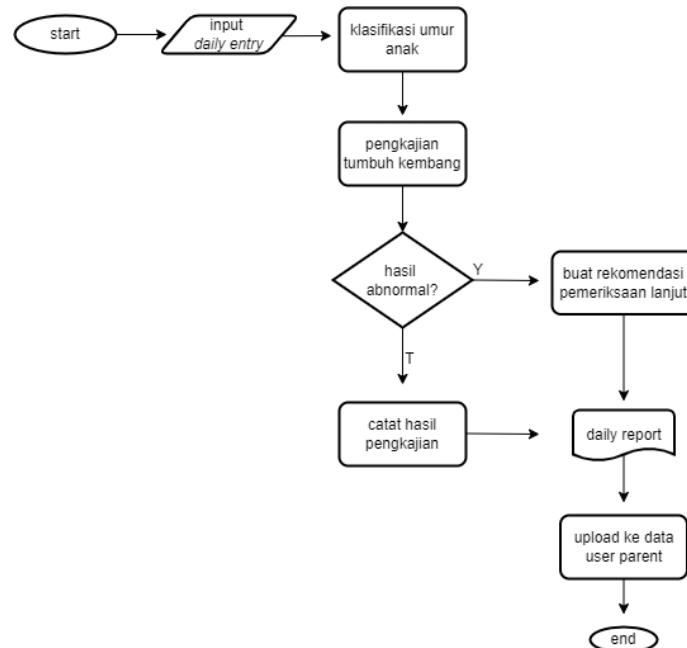 start
input
daily entry
klasifikasi umur
anak
pengkajian
tumbuh kembang
hasil
abnormal?
Y
buat rekomendasi
pemeriksaan lanjut
T
catat hasil
pengkajian
daily report
upload ke data
user parent
end